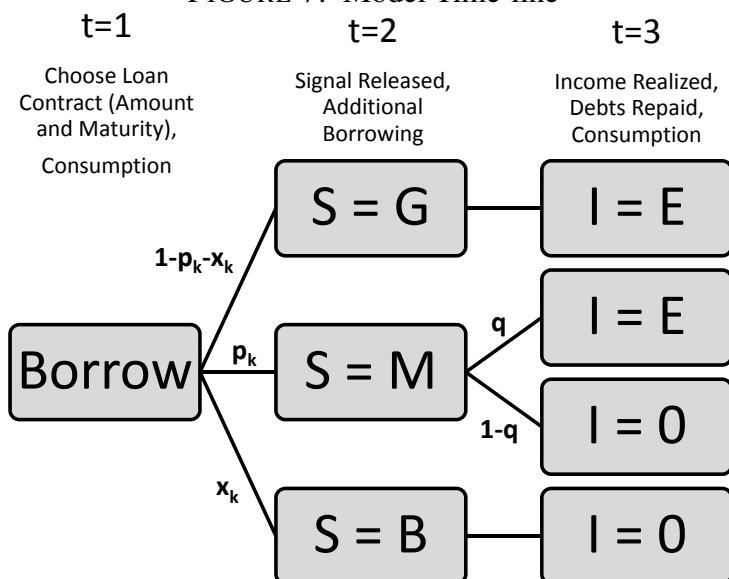 FIGURE 7. Model Time-line
t=1
t=2
t=3
Choose Loan
Contract (Amount
and Maturity),
Consumption
Signal Released,
Additional
Borrowing
Income Realized,
Debts Repaid,
Consumption
S = G
I = E
1-pₖ-xₖ
I = E
q
Borrow
pₖ
S = M
1-q
I = 0
xₖ
S = B
I = 0